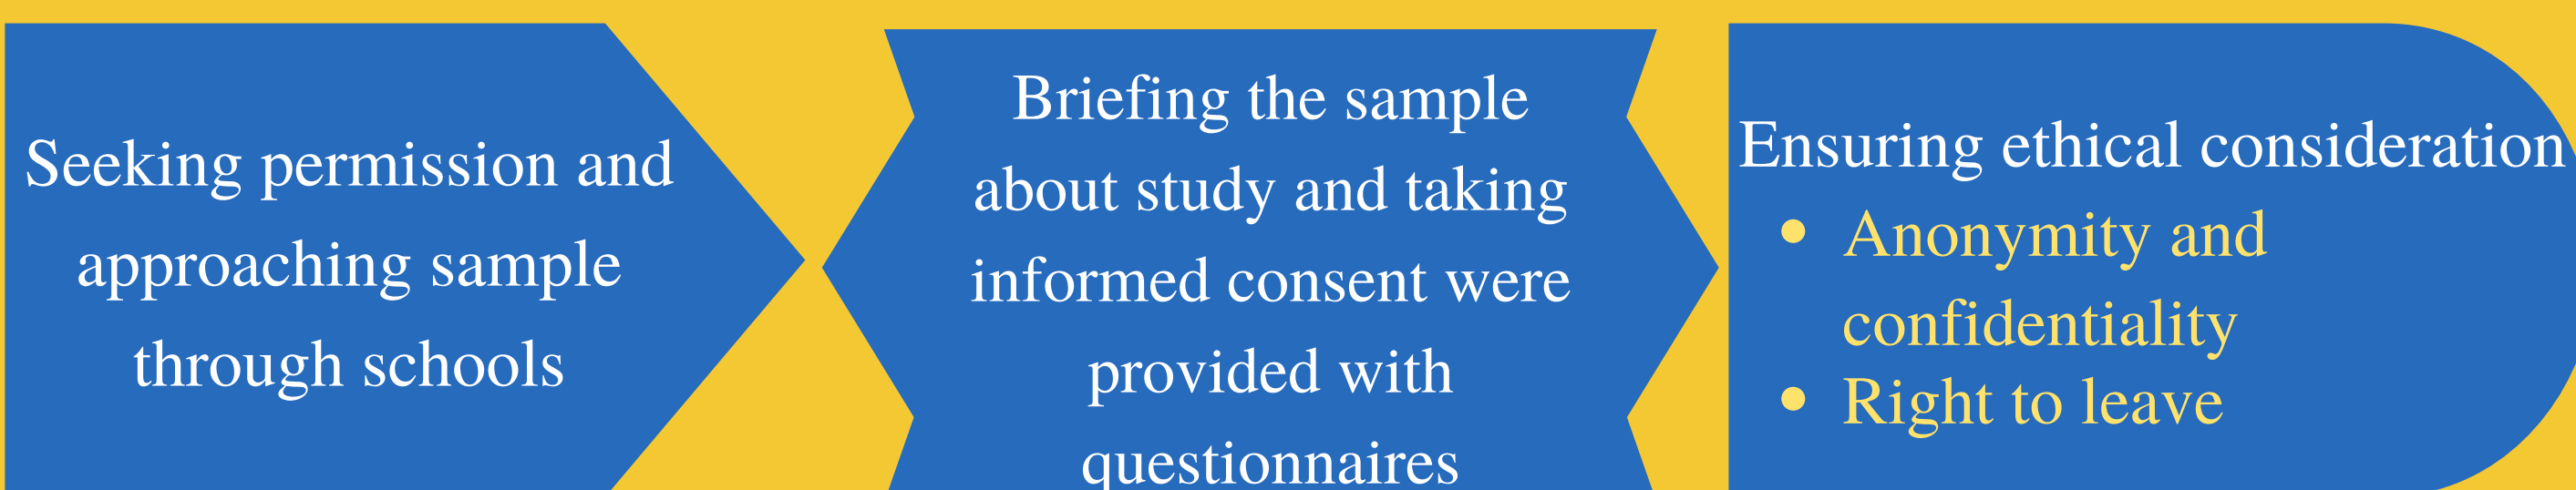 Seeking permission and
approaching sample
through schools
Briefing the sample
about study and taking
informed consent were
provided with
questionnaires
Ensuring ethical consideration
• Anonymity and
confidentiality
• Right to leave